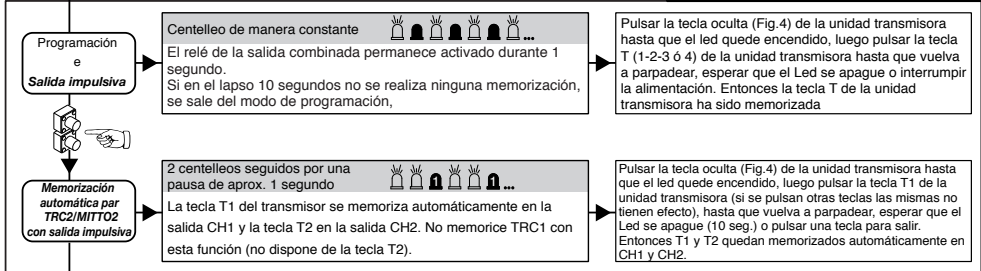 Programación
e
Salida impulsiva
Centelleo de manera constante
...
El relé de la salida combinada permanece activado durante 1
segundo.
Si en el lapso 10 segundos no se realiza ninguna memorización,
se sale del modo de programación,
Pulsar la tecla oculta (Fig.4) de la unidad transmisora
hasta que el led quede encendido, luego pulsar la tecla
T (1-2-3 ó 4) de la unidad transmisora hasta que vuelva
a parpadear, esperar que el Led se apague o interrumpir
la alimentación. Entonces la tecla T de la unidad
transmisora ha sido memorizada
Memorización
automática par
TRC2/MITTO2
con salida impulsiva
2 centelleos seguidos por una
pausa de aprox. 1 segundo
1 1 ...
La tecla T1 del transmisor se memoriza automáticamente en la
salida CH1 y la tecla T2 en la salida CH2. No memorice TRC1 con
esta función (no dispone de la tecla T2).
Pulsar la tecla oculta (Fig.4) de la unidad transmisora hasta
que el led quede encendido, luego pulsar la tecla T1 de la
unidad transmisora (si se pulsan otras teclas las mismas no
tienen efecto), hasta que vuelva a parpadear, esperar que el
Led se apague (10 seg.) o pulsar una tecla para salir.
Entonces T1 y T2 quedan memorizados automáticamente en
CH1 y CH2.